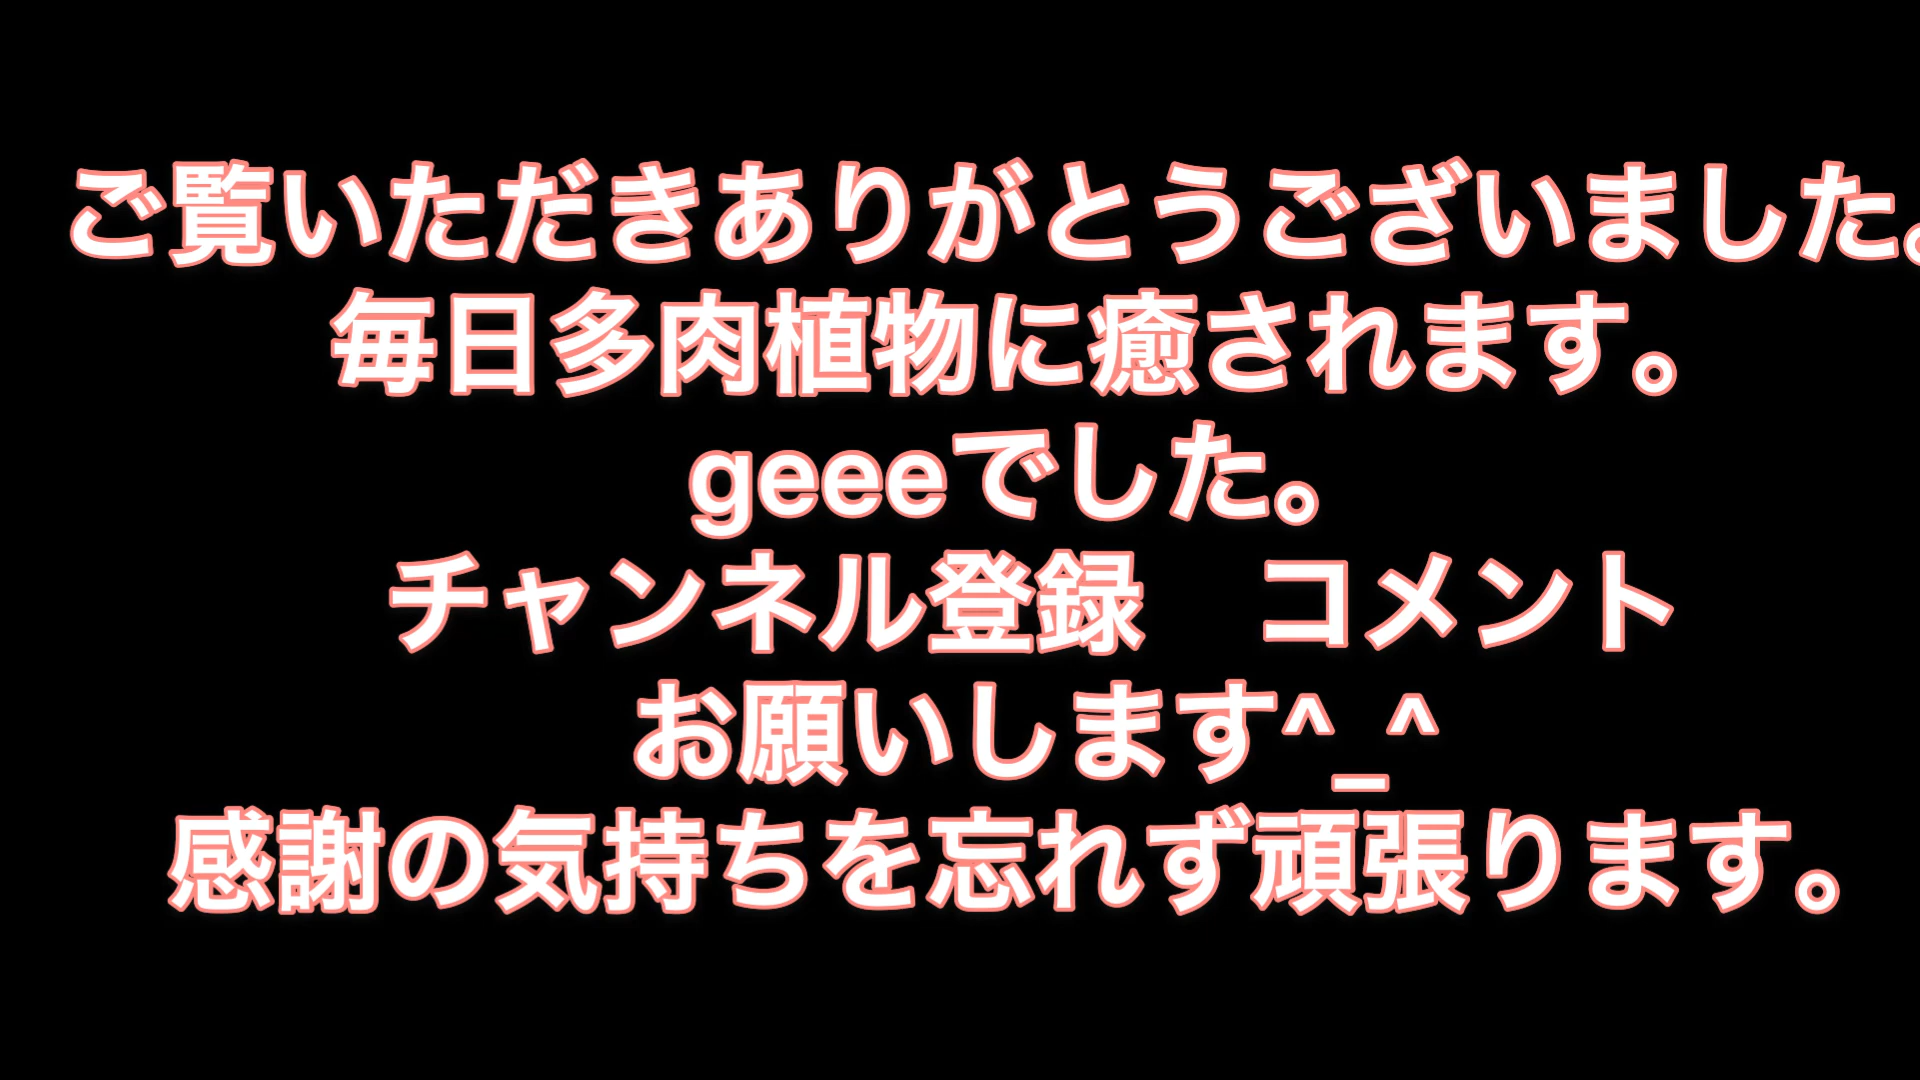 ご覧いただきありがとうございました。
毎日多肉植物に癒されます。
geeeでした。
チャンネル登録　コメント
お願いします^_^
感謝の気持ちを忘れず頑張ります。